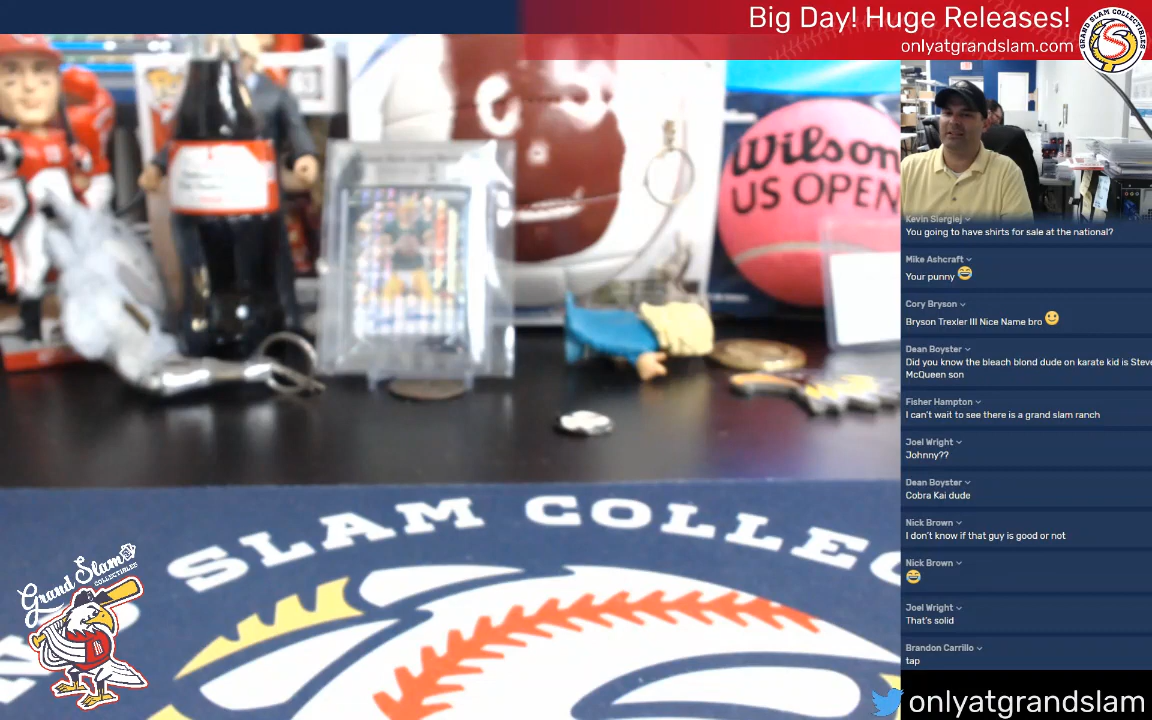 Big Day! Huge Releases!
onlyatgrandslam.com
GRAND SLAM COLLECTIBLES
Wilson
US OPEN
Kevin Siergiej
You going to have shirts for sale at the national?
Mike Ashcraft
Your punny 😂
Cory Bryson
Bryson Trexler III Nice Name bro 🙂
Dean Boyster
Did you know the bleach blond dude on karate kid is Steve
McQueen son
Fisher Hampton
I can't wait to see there is a grand slam ranch
Joel Wright
Johnny??
Dean Boyster
Cobra Kai dude
Nick Brown
I don't know if that guy is good or not
Nick Brown
😂
Joel Wright
That's solid
Brandon Carrillo
tap
SLAM COLLEC
Grand Slam
COLLECTIBLES
onlyatgrandslam